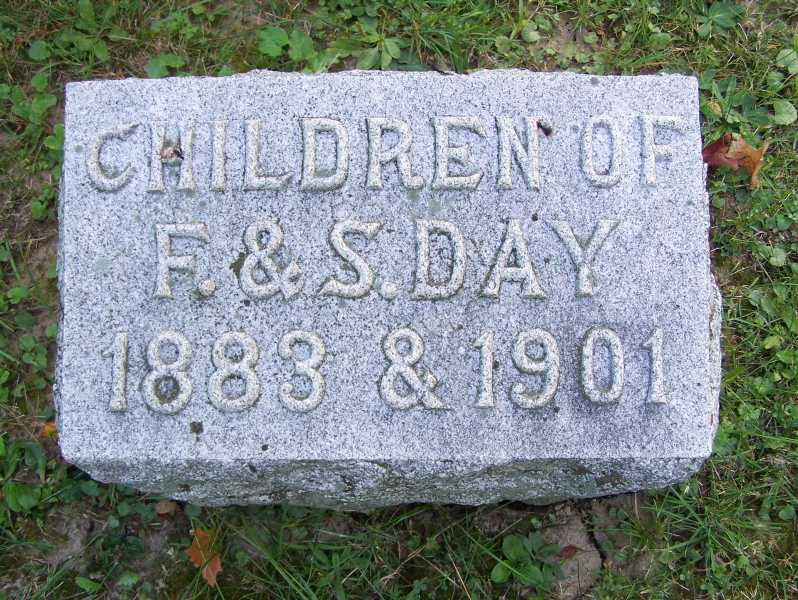 CHILDREN OF
F. & S. DAY
1883 & 1901